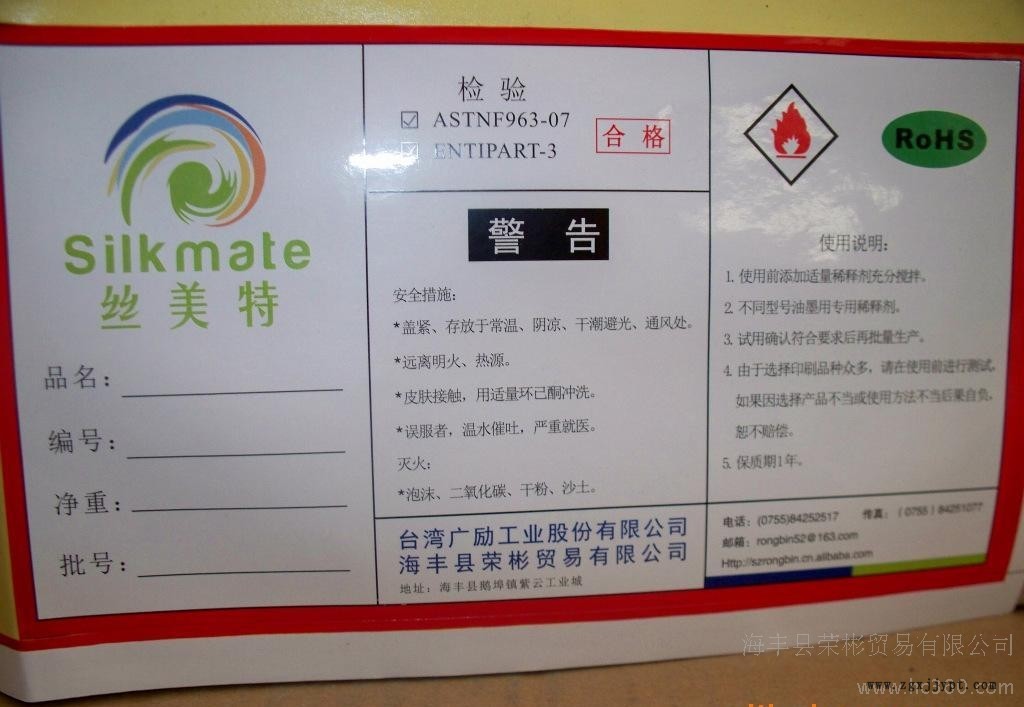 Silkmate
丝美特
品名：
编号：
净重：
批号：
检验
☑ ASTNF963-07
☑ ENTIPART-3
合格
警告
安全措施：
*盖紧、存放于常温、阴凉、干潮避光、通风处。
*远离明火、热源。
*皮肤接触，用适量环己酮冲洗。
*误服者，温水催吐，严重就医。
灭火：
*泡沫、二氧化碳、干粉、沙土。
台湾广励工业股份有限公司
海丰县荣彬贸易有限公司
地址：海丰县鹅埠镇紫云工业城
RoHS
使用说明：
1. 使用前添加适量稀释剂充分搅拌。
2. 不同型号油墨用专用稀释剂。
3. 试用确认符合要求后再批量生产。
4. 由于选择印刷品种众多，请在使用前进行测试，
如果因选择产品不当或使用方法不当后果自负，
恕不赔偿。
5. 保质期1年。
电话：(0755)84252517 传真：（0755）84251077
邮箱：rongbin52@163.com
Http://szrongbin.cn.alibaba.com
海丰县荣彬贸易有限公司